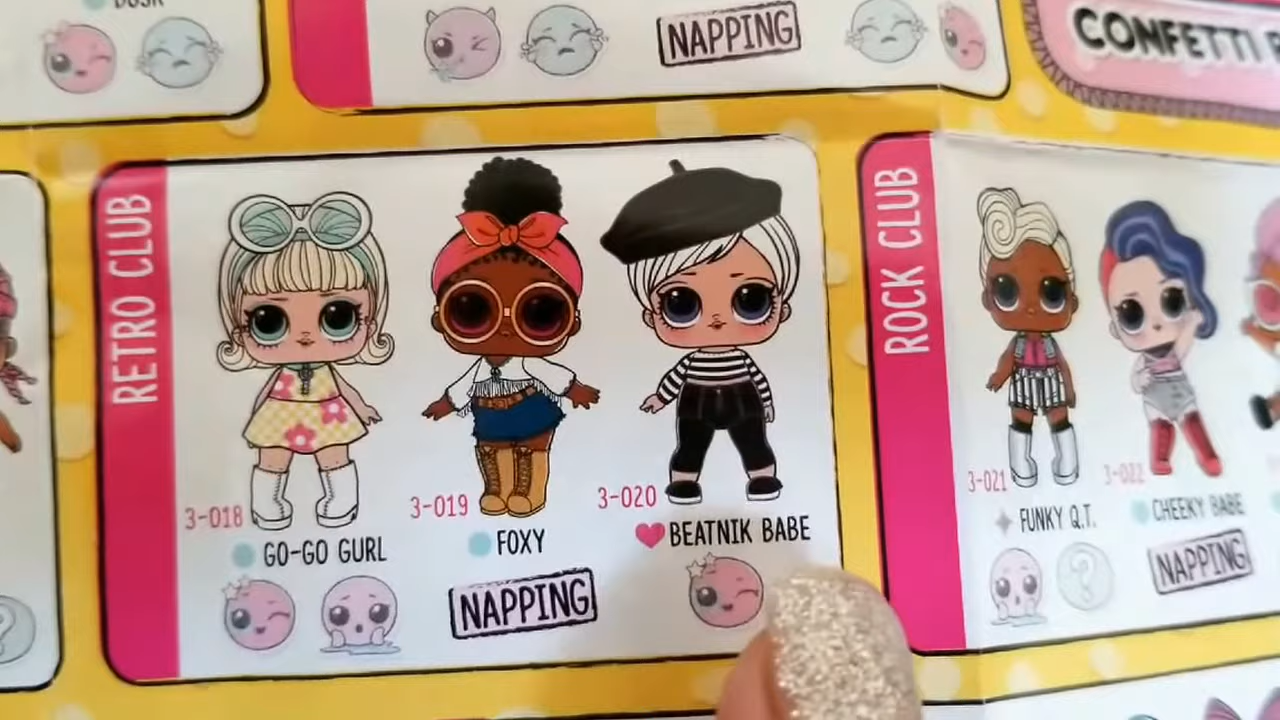 NAPPING
CONFETTI
RETRO CLUB
3-018
GO-GO GURL
3-019
FOXY
NAPPING
3-020
BEATNIK BABE
ROCK CLUB
3-021
FUNKY Q.T.
?
3-022
CHEEKY BABE
NAPPING
?